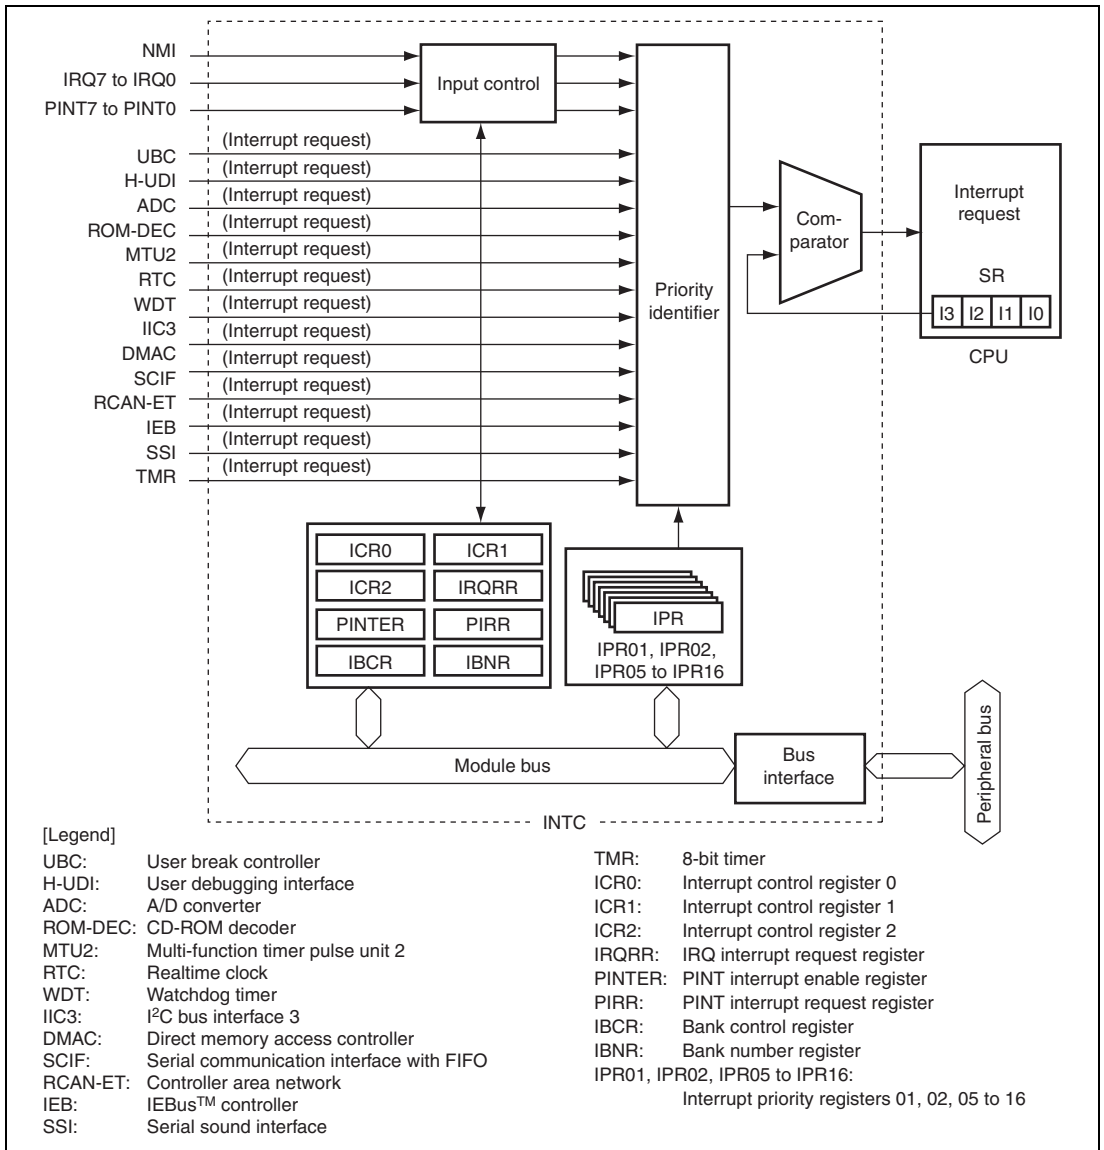 NMI
IRQ7 to IRQ0
PINT7 to PINT0
Input control
UBC
(Interrupt request)
H-UDI
(Interrupt request)
ADC
(Interrupt request)
ROM-DEC
(Interrupt request)
MTU2
(Interrupt request)
RTC
(Interrupt request)
WDT
(Interrupt request)
IIC3
(Interrupt request)
DMAC
(Interrupt request)
SCIF
(Interrupt request)
RCAN-ET
(Interrupt request)
IEB
(Interrupt request)
SSI
(Interrupt request)
TMR
(Interrupt request)
Priority
identifier
Com-
parator
Interrupt
request
SR
I3 I2 I1 I0
CPU
ICR0 ICR1
ICR2 IRQRR
PINTER PIRR
IBCR IBNR
IPR
IPR01, IPR02,
IPR05 to IPR16
Module bus
Bus
interface
Peripheral bus
INTC
[Legend]
UBC: User break controller
H-UDI: User debugging interface
ADC: A/D converter
ROM-DEC: CD-ROM decoder
MTU2: Multi-function timer pulse unit 2
RTC: Realtime clock
WDT: Watchdog timer
IIC3: I²C bus interface 3
DMAC: Direct memory access controller
SCIF: Serial communication interface with FIFO
RCAN-ET: Controller area network
IEB: IEBus™ controller
SSI: Serial sound interface
TMR: 8-bit timer
ICR0: Interrupt control register 0
ICR1: Interrupt control register 1
ICR2: Interrupt control register 2
IRQRR: IRQ interrupt request register
PINTER: PINT interrupt enable register
PIRR: PINT interrupt request register
IBCR: Bank control register
IBNR: Bank number register
IPR01, IPR02, IPR05 to IPR16:
Interrupt priority registers 01, 02, 05 to 16